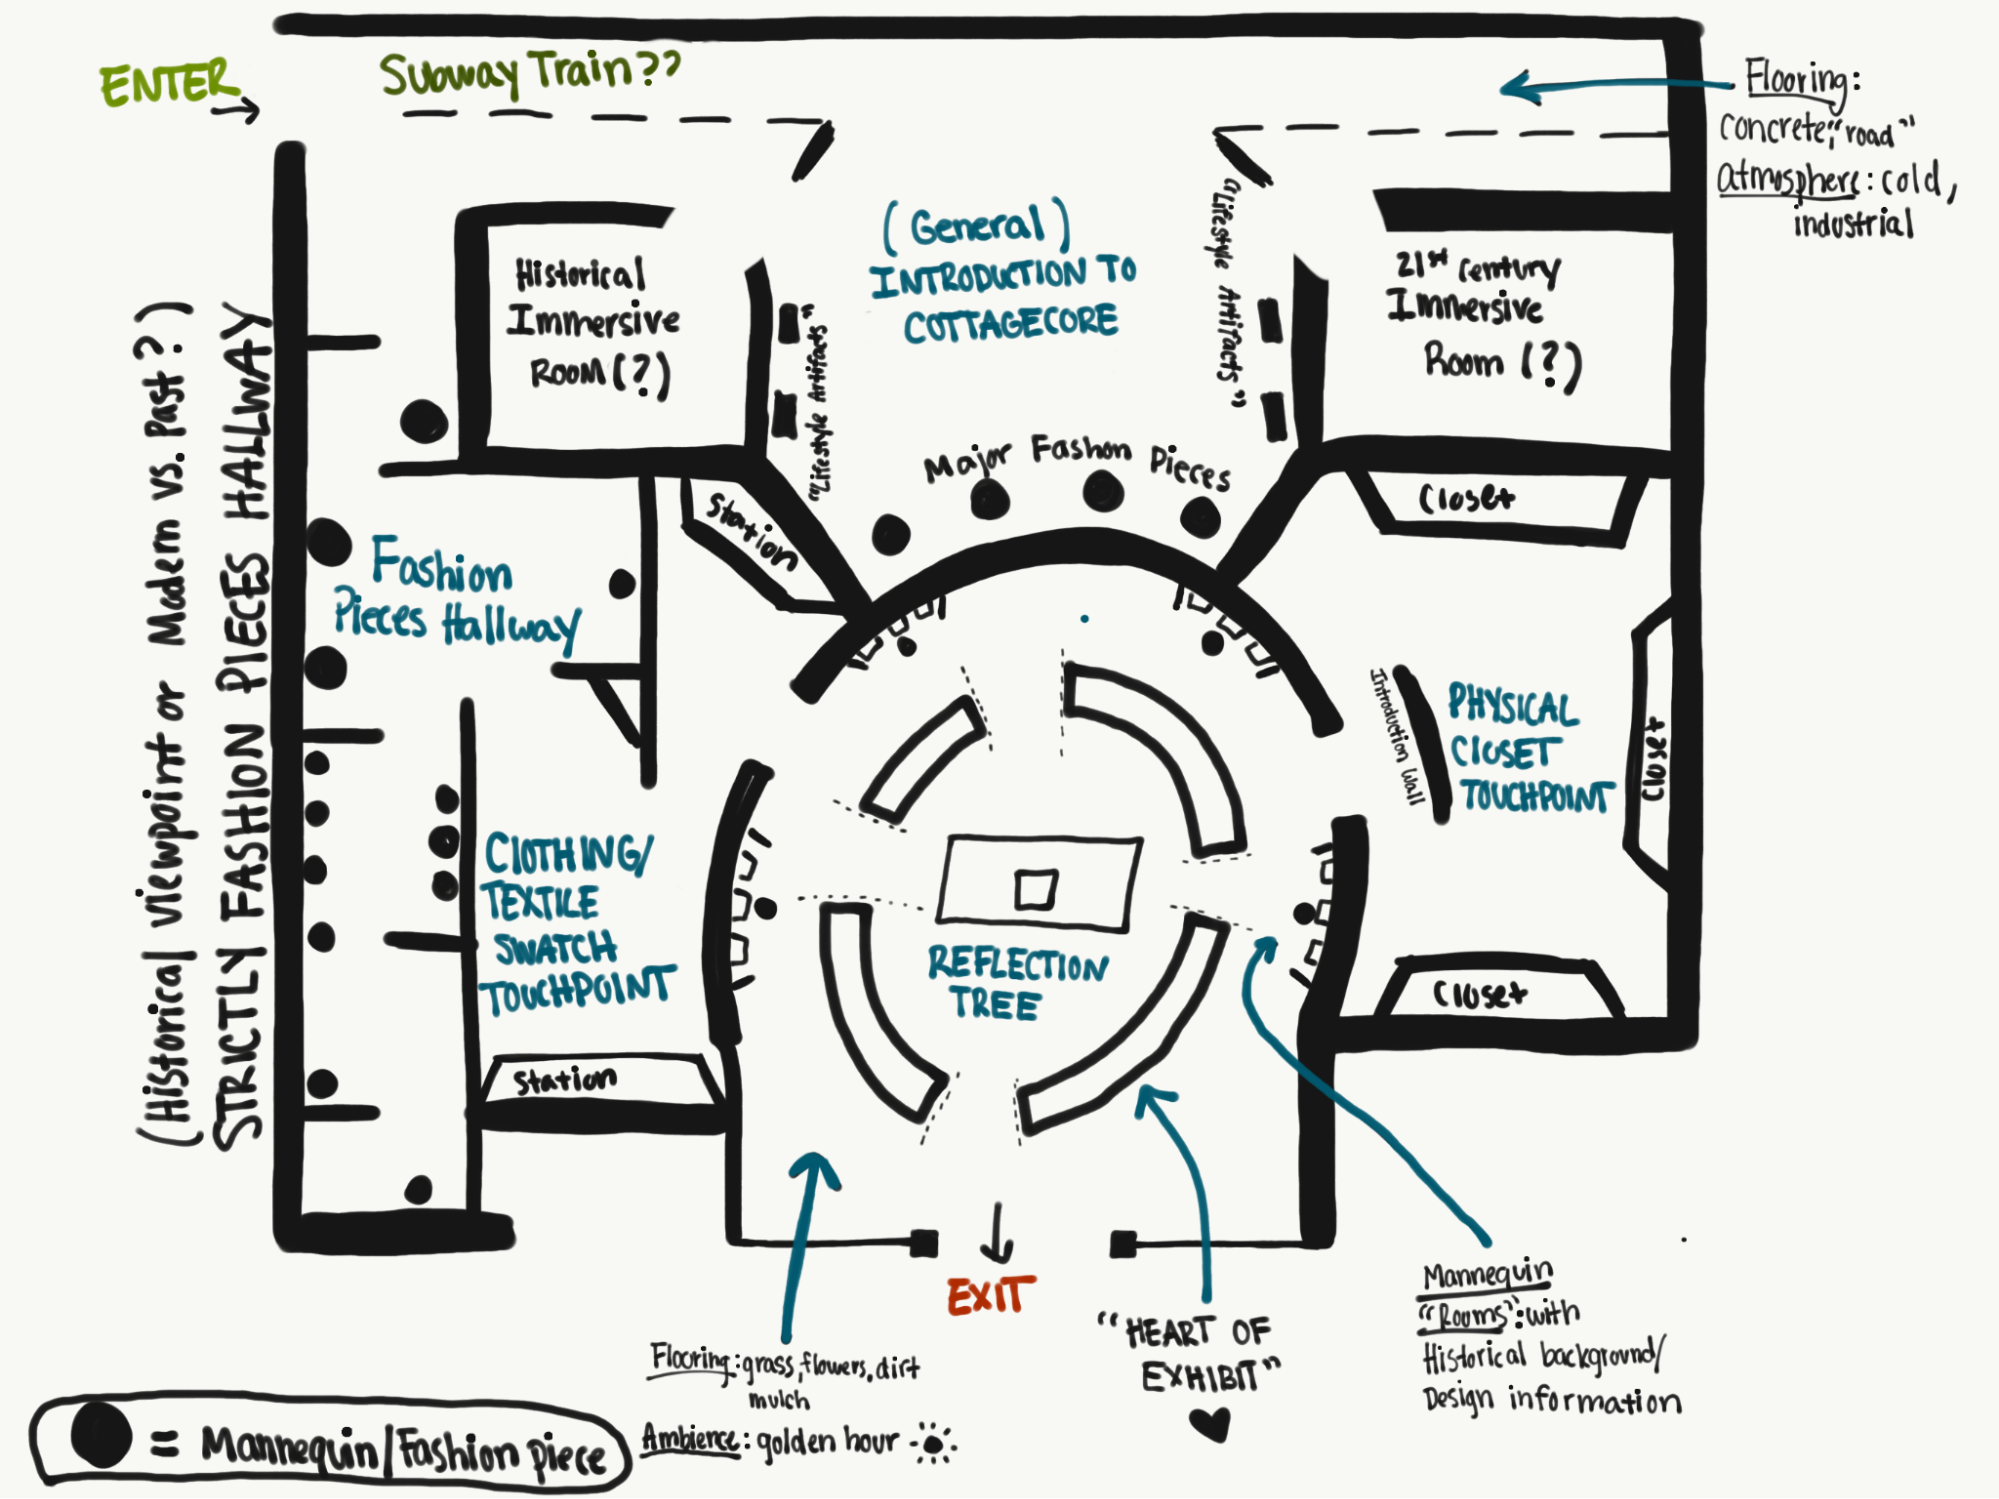 ENTER
Subway Train??
Flooring:
concrete, "road"
atmosphere: cold,
industrial
(General)
INTRODUCTION TO
COTTAGECORE
Historical
Immersive
ROOM (?)
"Lifestyle Artifacts"
"Lifestyle Artifacts"
21st century
Immersive
Room (?)
Major Fashon Pieces
(Historical viewpoint or Modern vs. Past?)
STRICTLY FASHION PIECES HALLWAY
Station
Closet
Fashion
Pieces Hallway
Introduction Wall
PHYSICAL
CLOSET
TOUCHPOINT
Closet
CLOTHING/
TEXTILE
SWATCH
TOUCHPOINT
REFLECTION
TREE
Closet
Station
EXIT
Mannequin
"Rooms": with
Historical background/
Design information
"HEART OF
EXHIBIT"
Flooring: grass, flowers, dirt
mulch
Ambience: golden hour
= Mannequin/Fashion piece